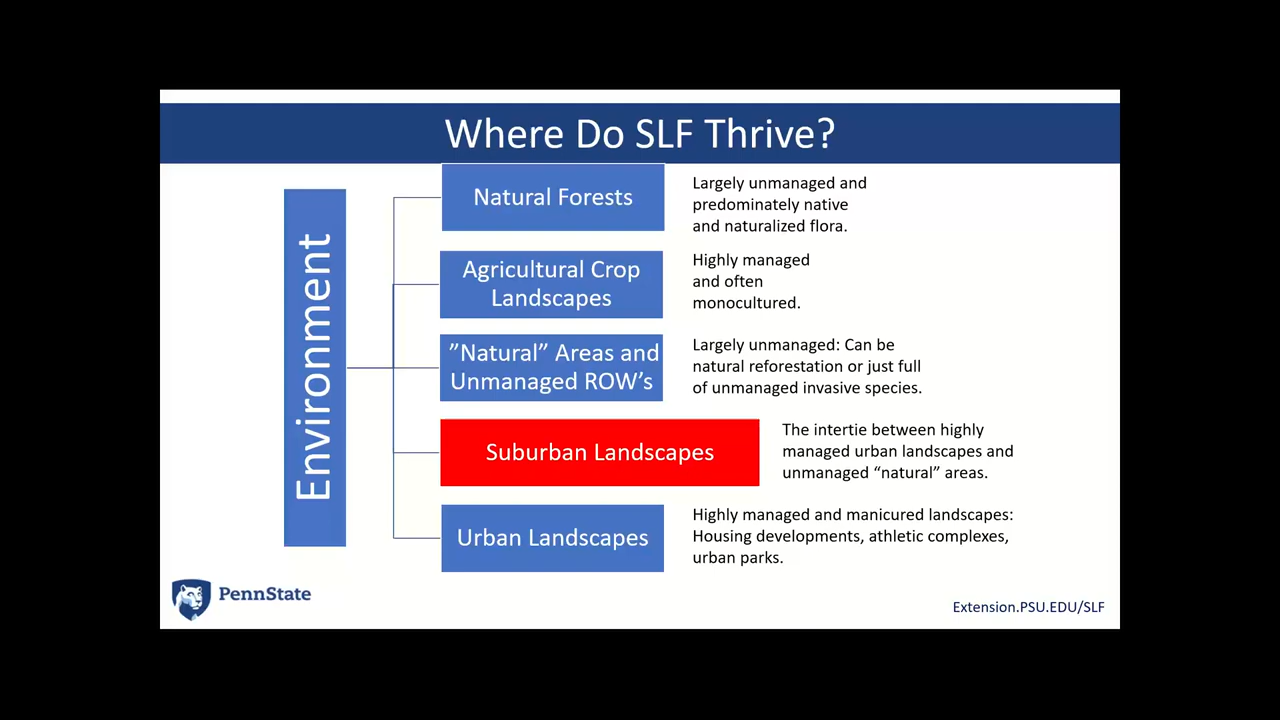 Where Do SLF Thrive?
Environment
Natural Forests
Largely unmanaged and
predominately native
and naturalized flora.
Agricultural Crop
Landscapes
Highly managed
and often
monocultured.
”Natural” Areas and
Unmanaged ROW’s
Largely unmanaged: Can be
natural reforestation or just full
of unmanaged invasive species.
Suburban Landscapes
The intertie between highly
managed urban landscapes and
unmanaged “natural” areas.
Urban Landscapes
Highly managed and manicured landscapes:
Housing developments, athletic complexes,
urban parks.
PennState
Extension.PSU.EDU/SLF